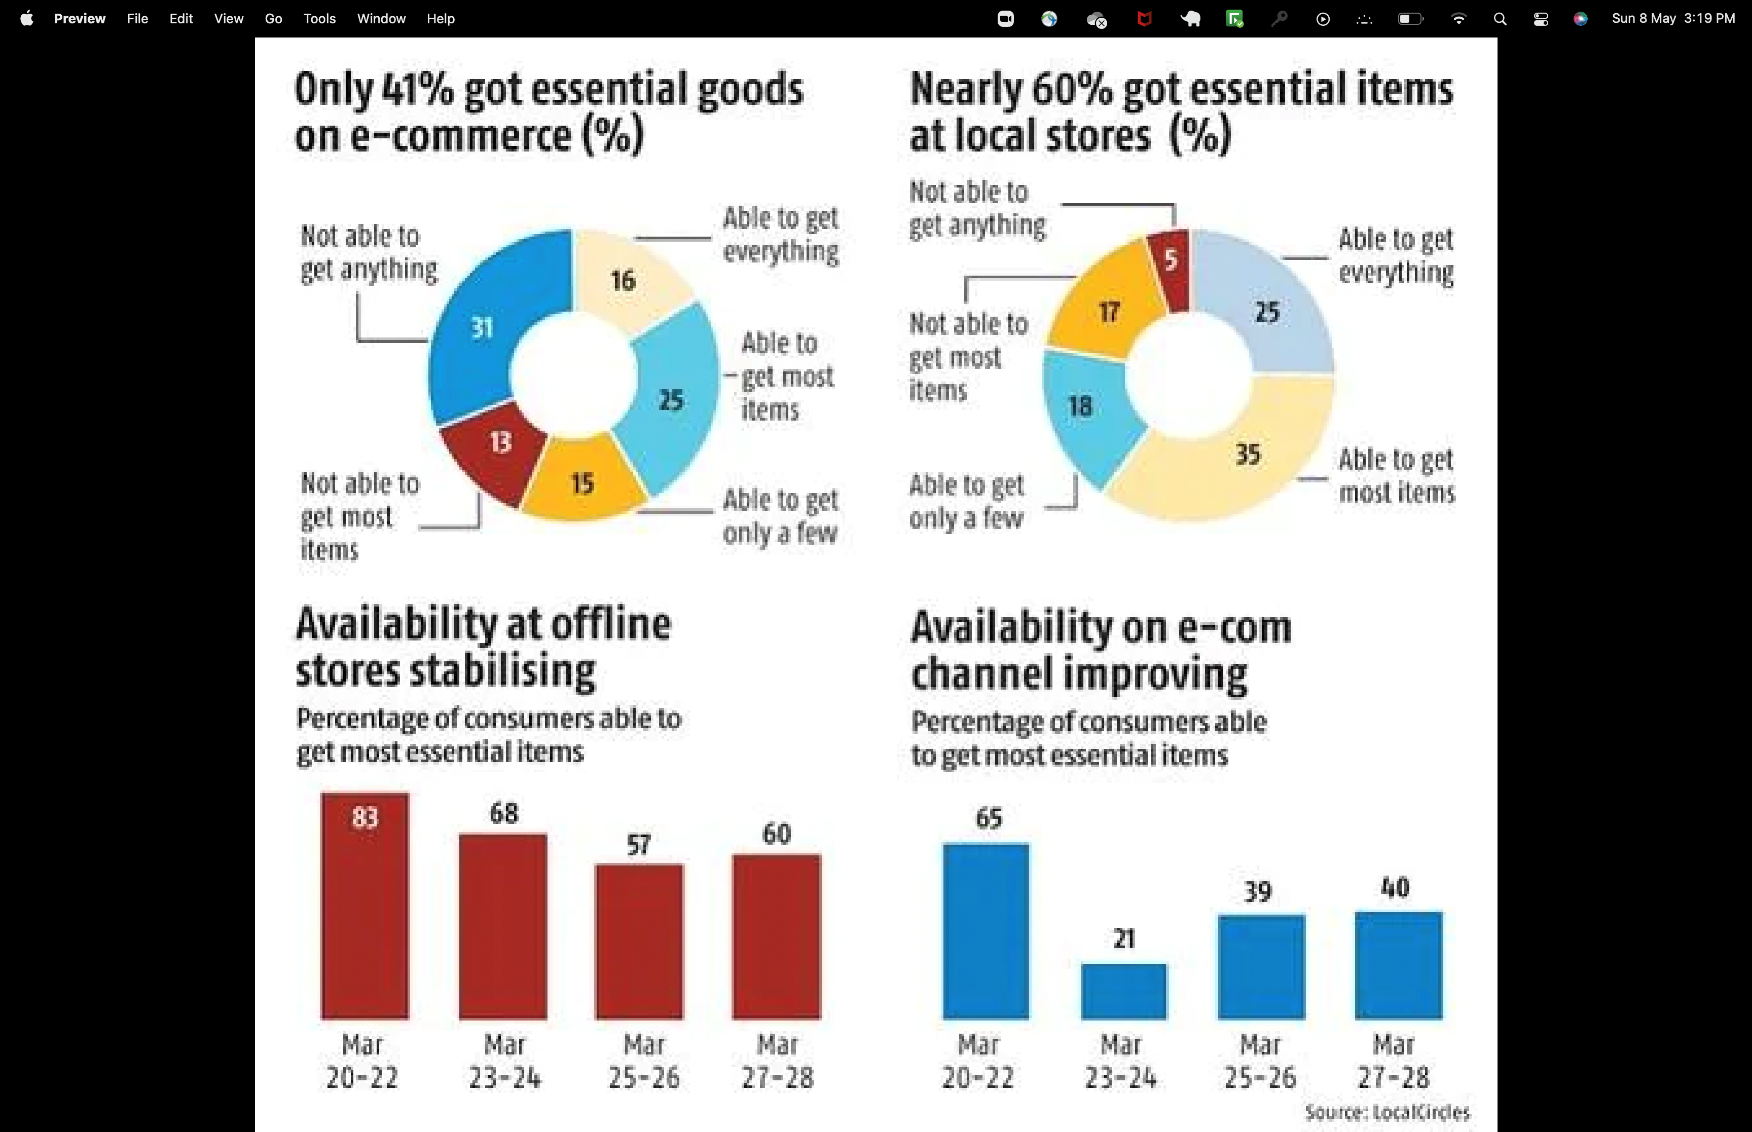 Preview File Edit View Go Tools Window Help
Sun 8 May 3:19 PM
Only 41% got essential goods
on e-commerce (%)
Not able to
get anything
31
Able to get
everything
16
Able to
get most
items
25
Able to get
only a few
15
Not able to
get most
items
13
Nearly 60% got essential items
at local stores (%)
Not able to
get anything
5
Able to get
everything
25
Not able to
get most
items
17
Able to get
most items
35
Able to get
only a few
18
Availability at offline
stores stabilising
Percentage of consumers able to
get most essential items
83
68
57
60
Mar
20-22
Mar
23-24
Mar
25-26
Mar
27-28
Availability on e-com
channel improving
Percentage of consumers able
to get most essential items
65
21
39
40
Mar
20-22
Mar
23-24
Mar
25-26
Mar
27-28
Source: LocalCircles